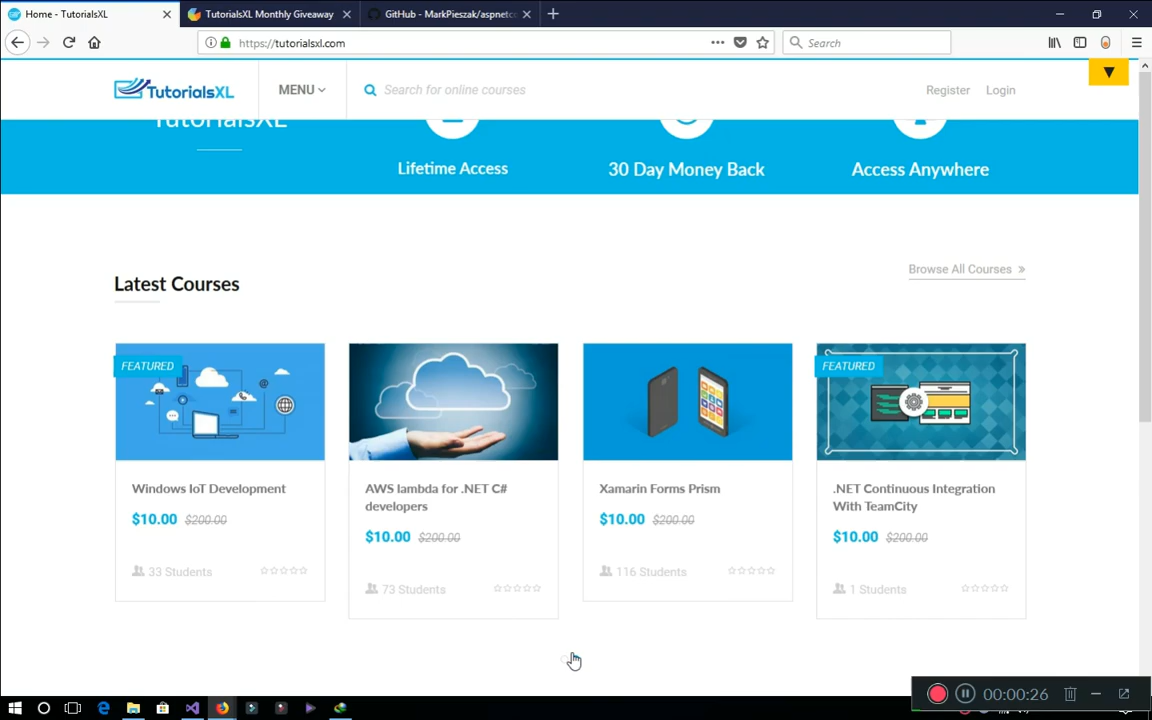 Home - TutorialsXL
TutorialsXL Monthly Giveaway
GitHub - MarkPieszak/aspnetco
https://tutorialsxl.com
Search
TutorialsXL
MENU
Search for online courses
Register
Login
TutorialsXL
Lifetime Access
30 Day Money Back
Access Anywhere
Latest Courses
Browse All Courses »
FEATURED
FEATURED
Windows IoT Development
$10.00 $200.00
33 Students
AWS lambda for .NET C#
developers
$10.00 $200.00
73 Students
Xamarin Forms Prism
$10.00 $200.00
116 Students
.NET Continuous Integration
With TeamCity
$10.00 $200.00
1 Students
00:00:26